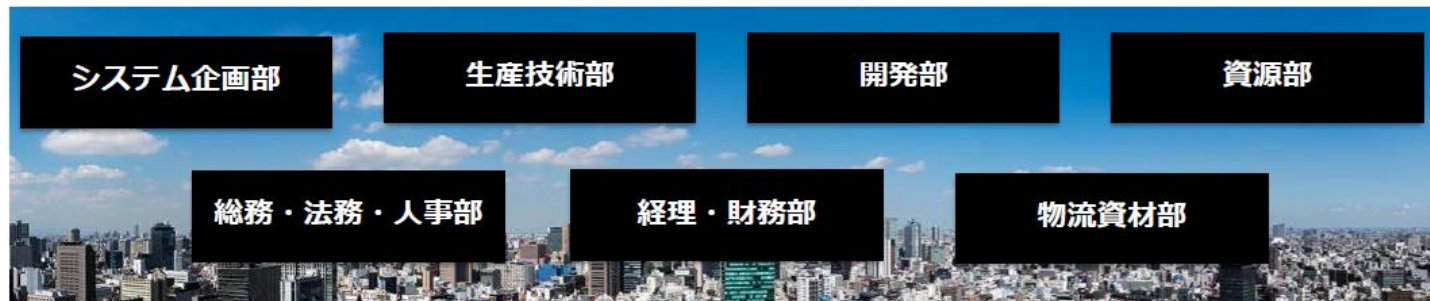 システム企画部
生産技術部
開発部
資源部
総務・法務・人事部
経理・財務部
物流資材部